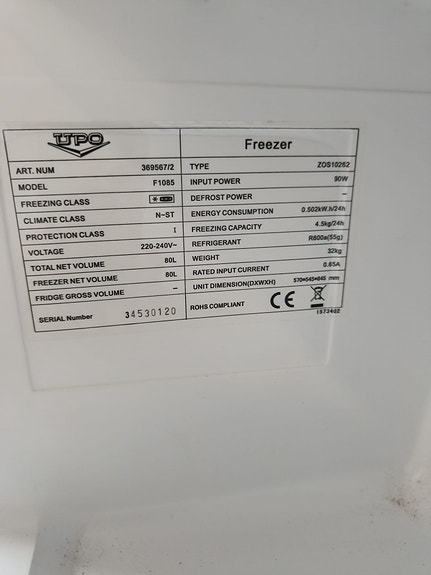 UPO Freezer
ART. NUM 369567/2
MODEL F1085
FREEZING CLASS
CLIMATE CLASS N~ST
PROTECTION CLASS I
VOLTAGE 220-240V~
TOTAL NET VOLUME 80L
FREEZER NET VOLUME 80L
FRIDGE GROSS VOLUME –
SERIAL Number 34530120
TYPE ZOS10262
INPUT POWER 90W
DEFROST POWER –
ENERGY CONSUMPTION 0.502kW.h/24h
FREEZING CAPACITY 4.5kg/24h
REFRIGERANT R600a(55g)
WEIGHT 32kg
RATED INPUT CURRENT 0.65A
UNIT DIMENSION(DXWXH) 570×545×845 mm
ROHS COMPLIANT CE
1573402